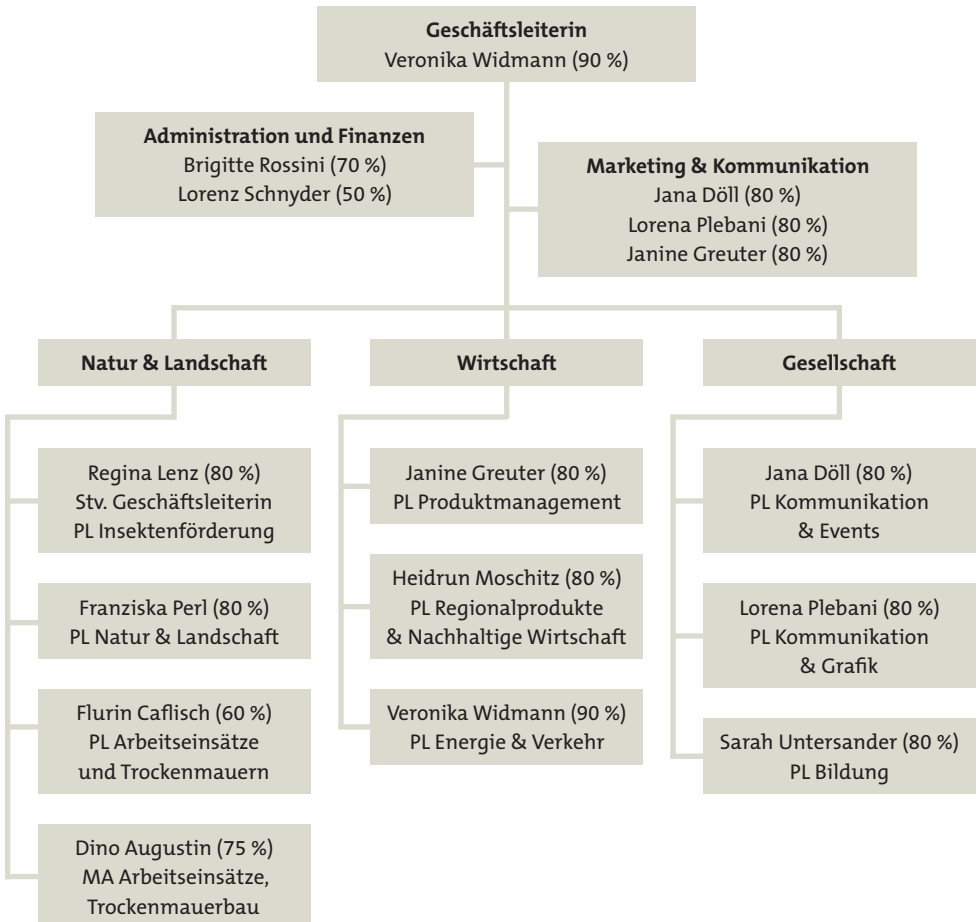 Geschäftsleiterin
Veronika Widmann (90 %)
Administration und Finanzen
Brigitte Rossini (70 %)
Lorenz Schnyder (50 %)
Marketing & Kommunikation
Jana Döll (80 %)
Lorena Plebani (80 %)
Janine Greuter (80 %)
Natur & Landschaft
Regina Lenz (80 %)
Stv. Geschäftsleiterin
PL Insektenförderung
Franziska Perl (80 %)
PL Natur & Landschaft
Flurin Caflisch (60 %)
PL Arbeitseinsätze
und Trockenmauern
Dino Augustin (75 %)
MA Arbeitseinsätze,
Trockenmauerbau
Wirtschaft
Janine Greuter (80 %)
PL Produktmanagement
Heidrun Moschitz (80 %)
PL Regionalprodukte
& Nachhaltige Wirtschaft
Veronika Widmann (90 %)
PL Energie & Verkehr
Gesellschaft
Jana Döll (80 %)
PL Kommunikation
& Events
Lorena Plebani (80 %)
PL Kommunikation
& Grafik
Sarah Untersander (80 %)
PL Bildung